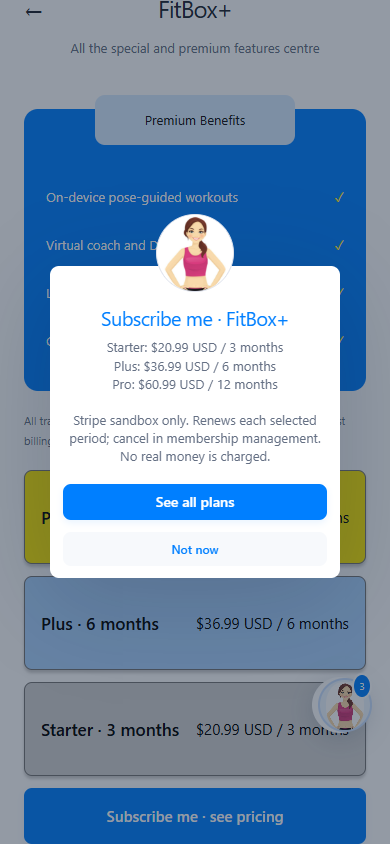 ←
FitBox+
All the special and premium features centre
Premium Benefits
On-device pose-guided workouts ✓
Virtual coach and D ✓
Subscribe me · FitBox+
Starter: $20.99 USD / 3 months
Plus: $36.99 USD / 6 months
Pro: $60.99 USD / 12 months
Stripe sandbox only. Renews each selected
period; cancel in membership management.
No real money is charged.
See all plans
Not now
All
billing
Plus · 6 months $36.99 USD / 6 months
3
Starter · 3 months $20.99 USD / 3 months
Subscribe me · see pricing